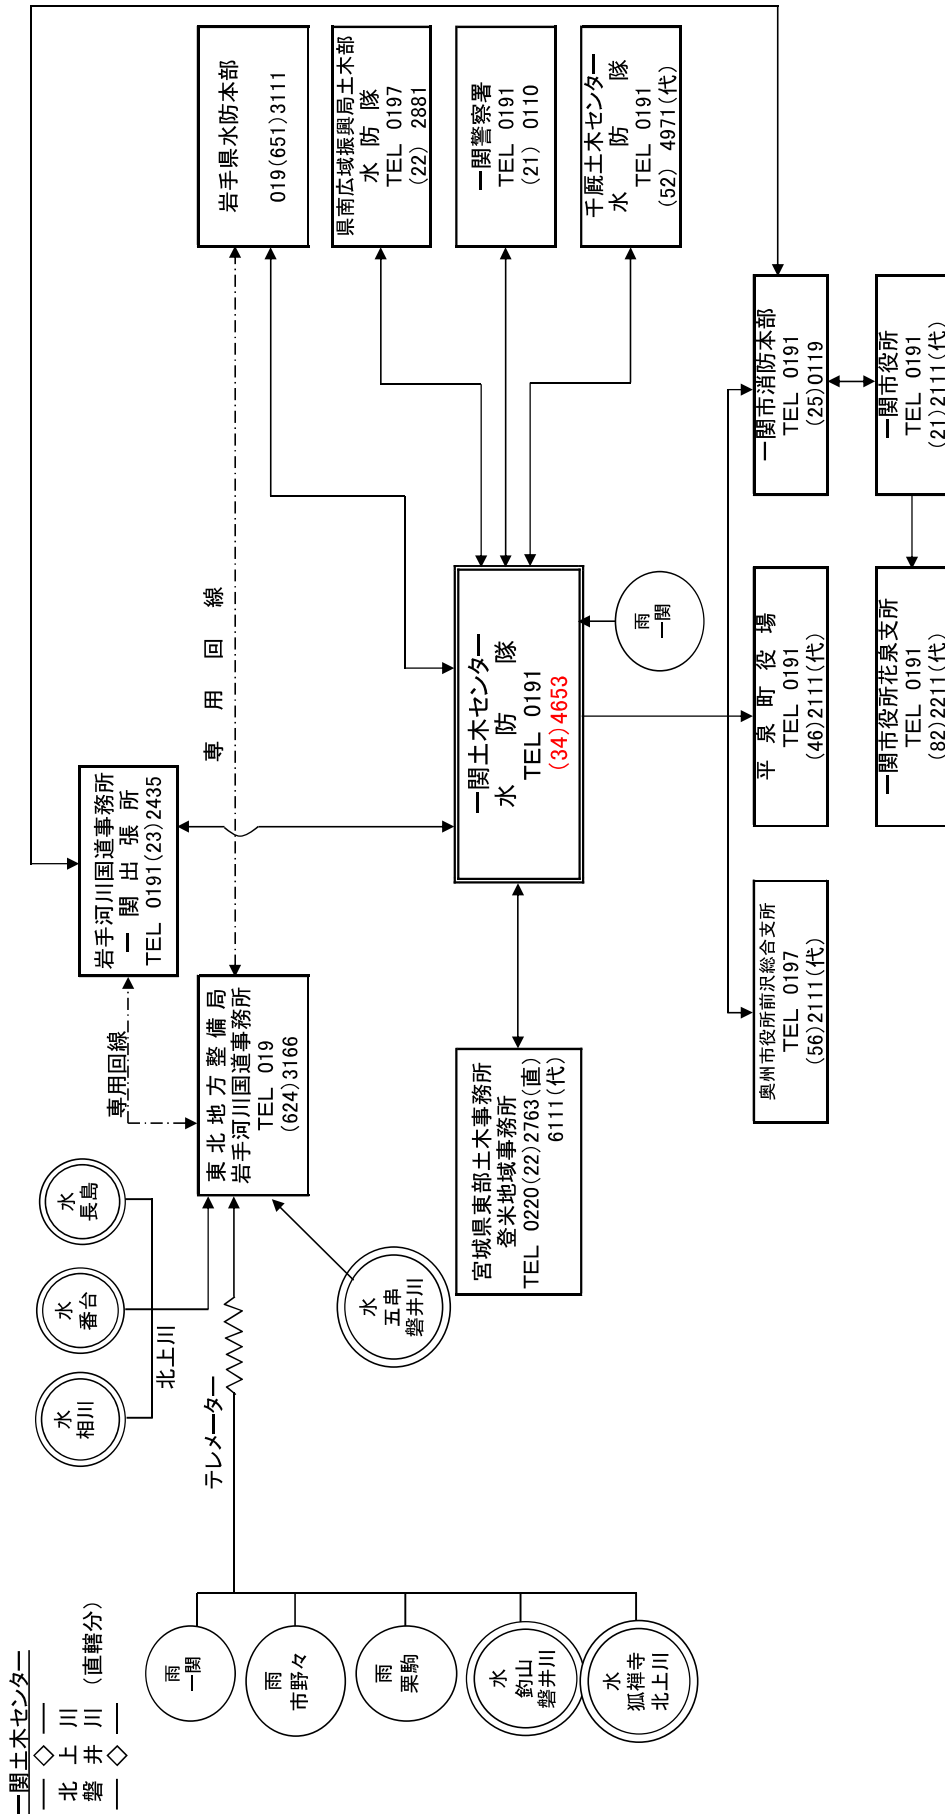 一関土木センター
―◇―
北上川
磐井川
―◇―
(直轄分)
雨
一関
雨
市野々
雨
栗駒
水
釣山
磐井川
水
狐禅寺
北上川
テレメーター
水
相川
水
番台
水
長島
北上川
水
五串
磐井川
専用回線
岩手河川国道事務所
一関出張所
TEL 0191(23)2435
東北地方整備局
岩手河川国道事務所
TEL 019
(624)3166
専用回線
宮城県東部土木事務所
登米地域事務所
TEL 0220(22)2763(直)
6111(代)
一関土木センター
水防隊
TEL 0191
(34)4653
雨
一関
岩手県水防本部
019(651)3111
県南広域振興局土木部
水防隊
TEL 0197
(22) 2881
一関警察署
TEL 0191
(21) 0110
千厩土木センター
水防隊
TEL 0191
(52) 4971(代)
奥州市役所前沢総合支所
TEL 0197
(56)2111(代)
平泉町役場
TEL 0191
(46)2111(代)
一関市消防本部
TEL 0191
(25)0119
一関市役所花泉支所
TEL 0191
(82)2211(代)
一関市役所
TEL 0191
(21)2111(代)